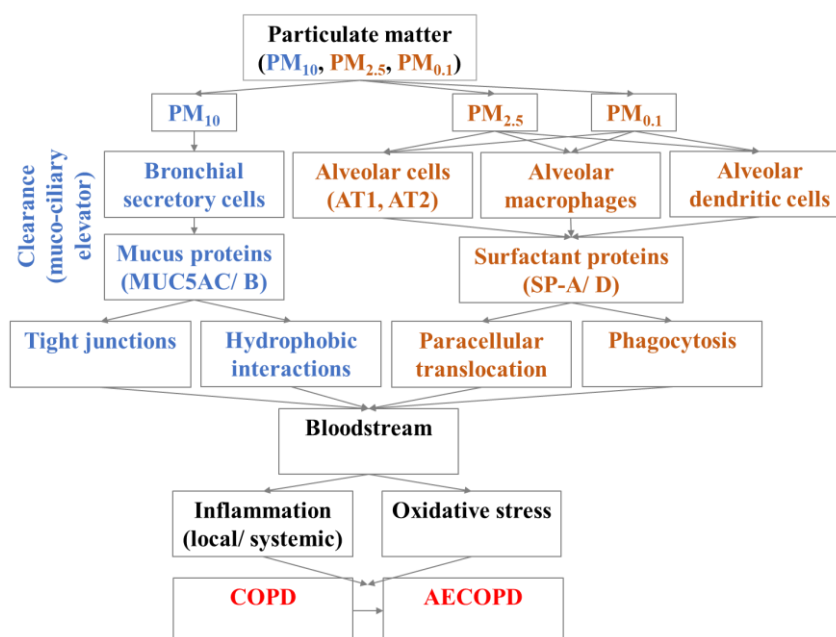 Particulate matter
(PM₁₀, PM₂.₅, PM₀.₁)
PM₁₀
PM₂.₅
PM₀.₁
Clearance
(muco-ciliary
elevator)
Bronchial
secretory cells
Alveolar cells
(AT1, AT2)
Alveolar
macrophages
Alveolar
dendritic cells
Mucus proteins
(MUC5AC/ B)
Surfactant proteins
(SP-A/ D)
Tight junctions
Hydrophobic
interactions
Paracellular
translocation
Phagocytosis
Bloodstream
Inflammation
(local/ systemic)
Oxidative stress
COPD
AECOPD